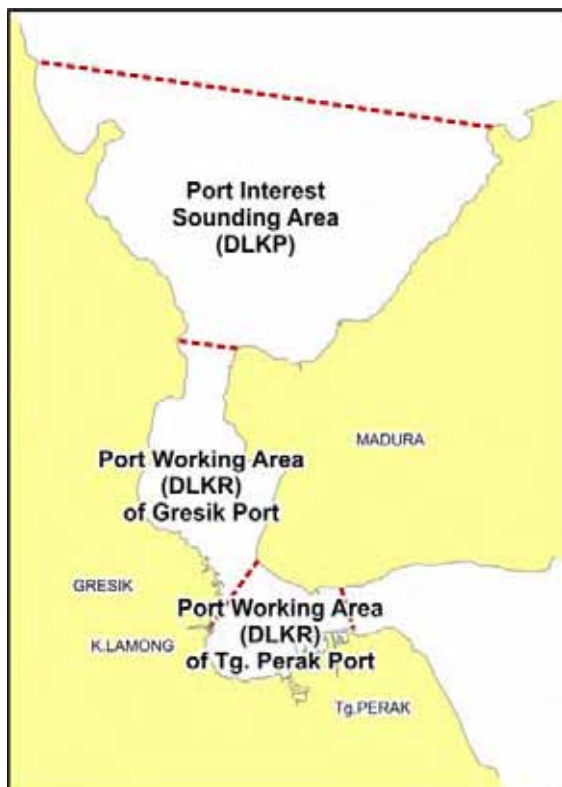 Port Interest
Sounding Area
(DLKP)
MADURA
Port Working Area
(DLKR)
of Gresik Port
GRESIK
Port Working Area
(DLKR)
of Tg. Perak Port
K.LAMONG
Tg.PERAK